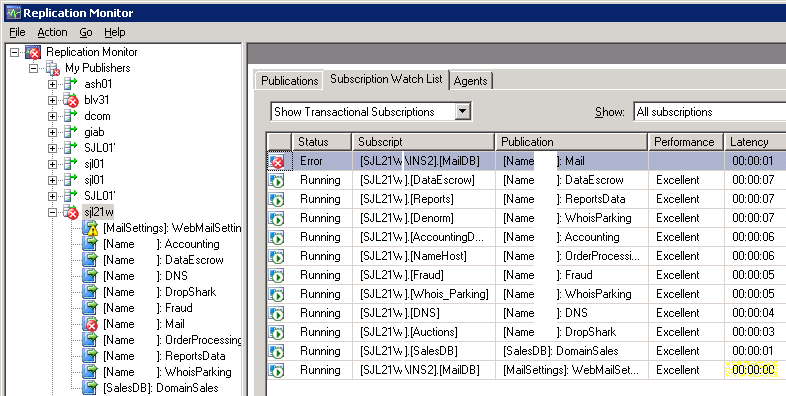 Replication Monitor
File Action Go Help
Replication Monitor
My Publishers
ash01
blv31
dcom
giab
SJL01'
sjl01
sjl01
SJL01'
sjl21w
[MailSettings]: WebMailSettin
[Name ]: Accounting
[Name ]: DataEscrow
[Name ]: DNS
[Name ]: DropShark
[Name ]: Fraud
[Name ]: Mail
[Name ]: OrderProcessing
[Name ]: ReportsData
[Name ]: WhoisParking
[SalesDB]: DomainSales
Publications Subscription Watch List Agents
Show Transactional Subscriptions Show: All subscriptions
Status Subscript Publication Performance Latency
Error [SJL21W\INS2].[MailDB] [Name ]: Mail 00:00:01
Running [SJL21W ].[DataEscrow] [Name ]: DataEscrow Excellent 00:00:07
Running [SJL21W ].[Reports] [Name ]: ReportsData Excellent 00:00:07
Running [SJL21W ].[Denorm] [Name ]: WhoisParking Excellent 00:00:07
Running [SJL21W ].[AccountingD... [Name ]: Accounting Excellent 00:00:06
Running [SJL21W ].[NameHost] [Name ]: OrderProcessi... Excellent 00:00:06
Running [SJL21W ].[Fraud] [Name ]: Fraud Excellent 00:00:05
Running [SJL21W ].[Whois_Parking] [Name ]: WhoisParking Excellent 00:00:05
Running [SJL21W ].[DNS] [Name ]: DNS Excellent 00:00:04
Running [SJL21W ].[Auctions] [Name ]: DropShark Excellent 00:00:03
Running [SJL21W ].[SalesDB] [SalesDB]: DomainSales Excellent 00:00:01
Running [SJL21W\INS2].[MailDB] [MailSettings]: WebMailSet... Excellent 00:00:00